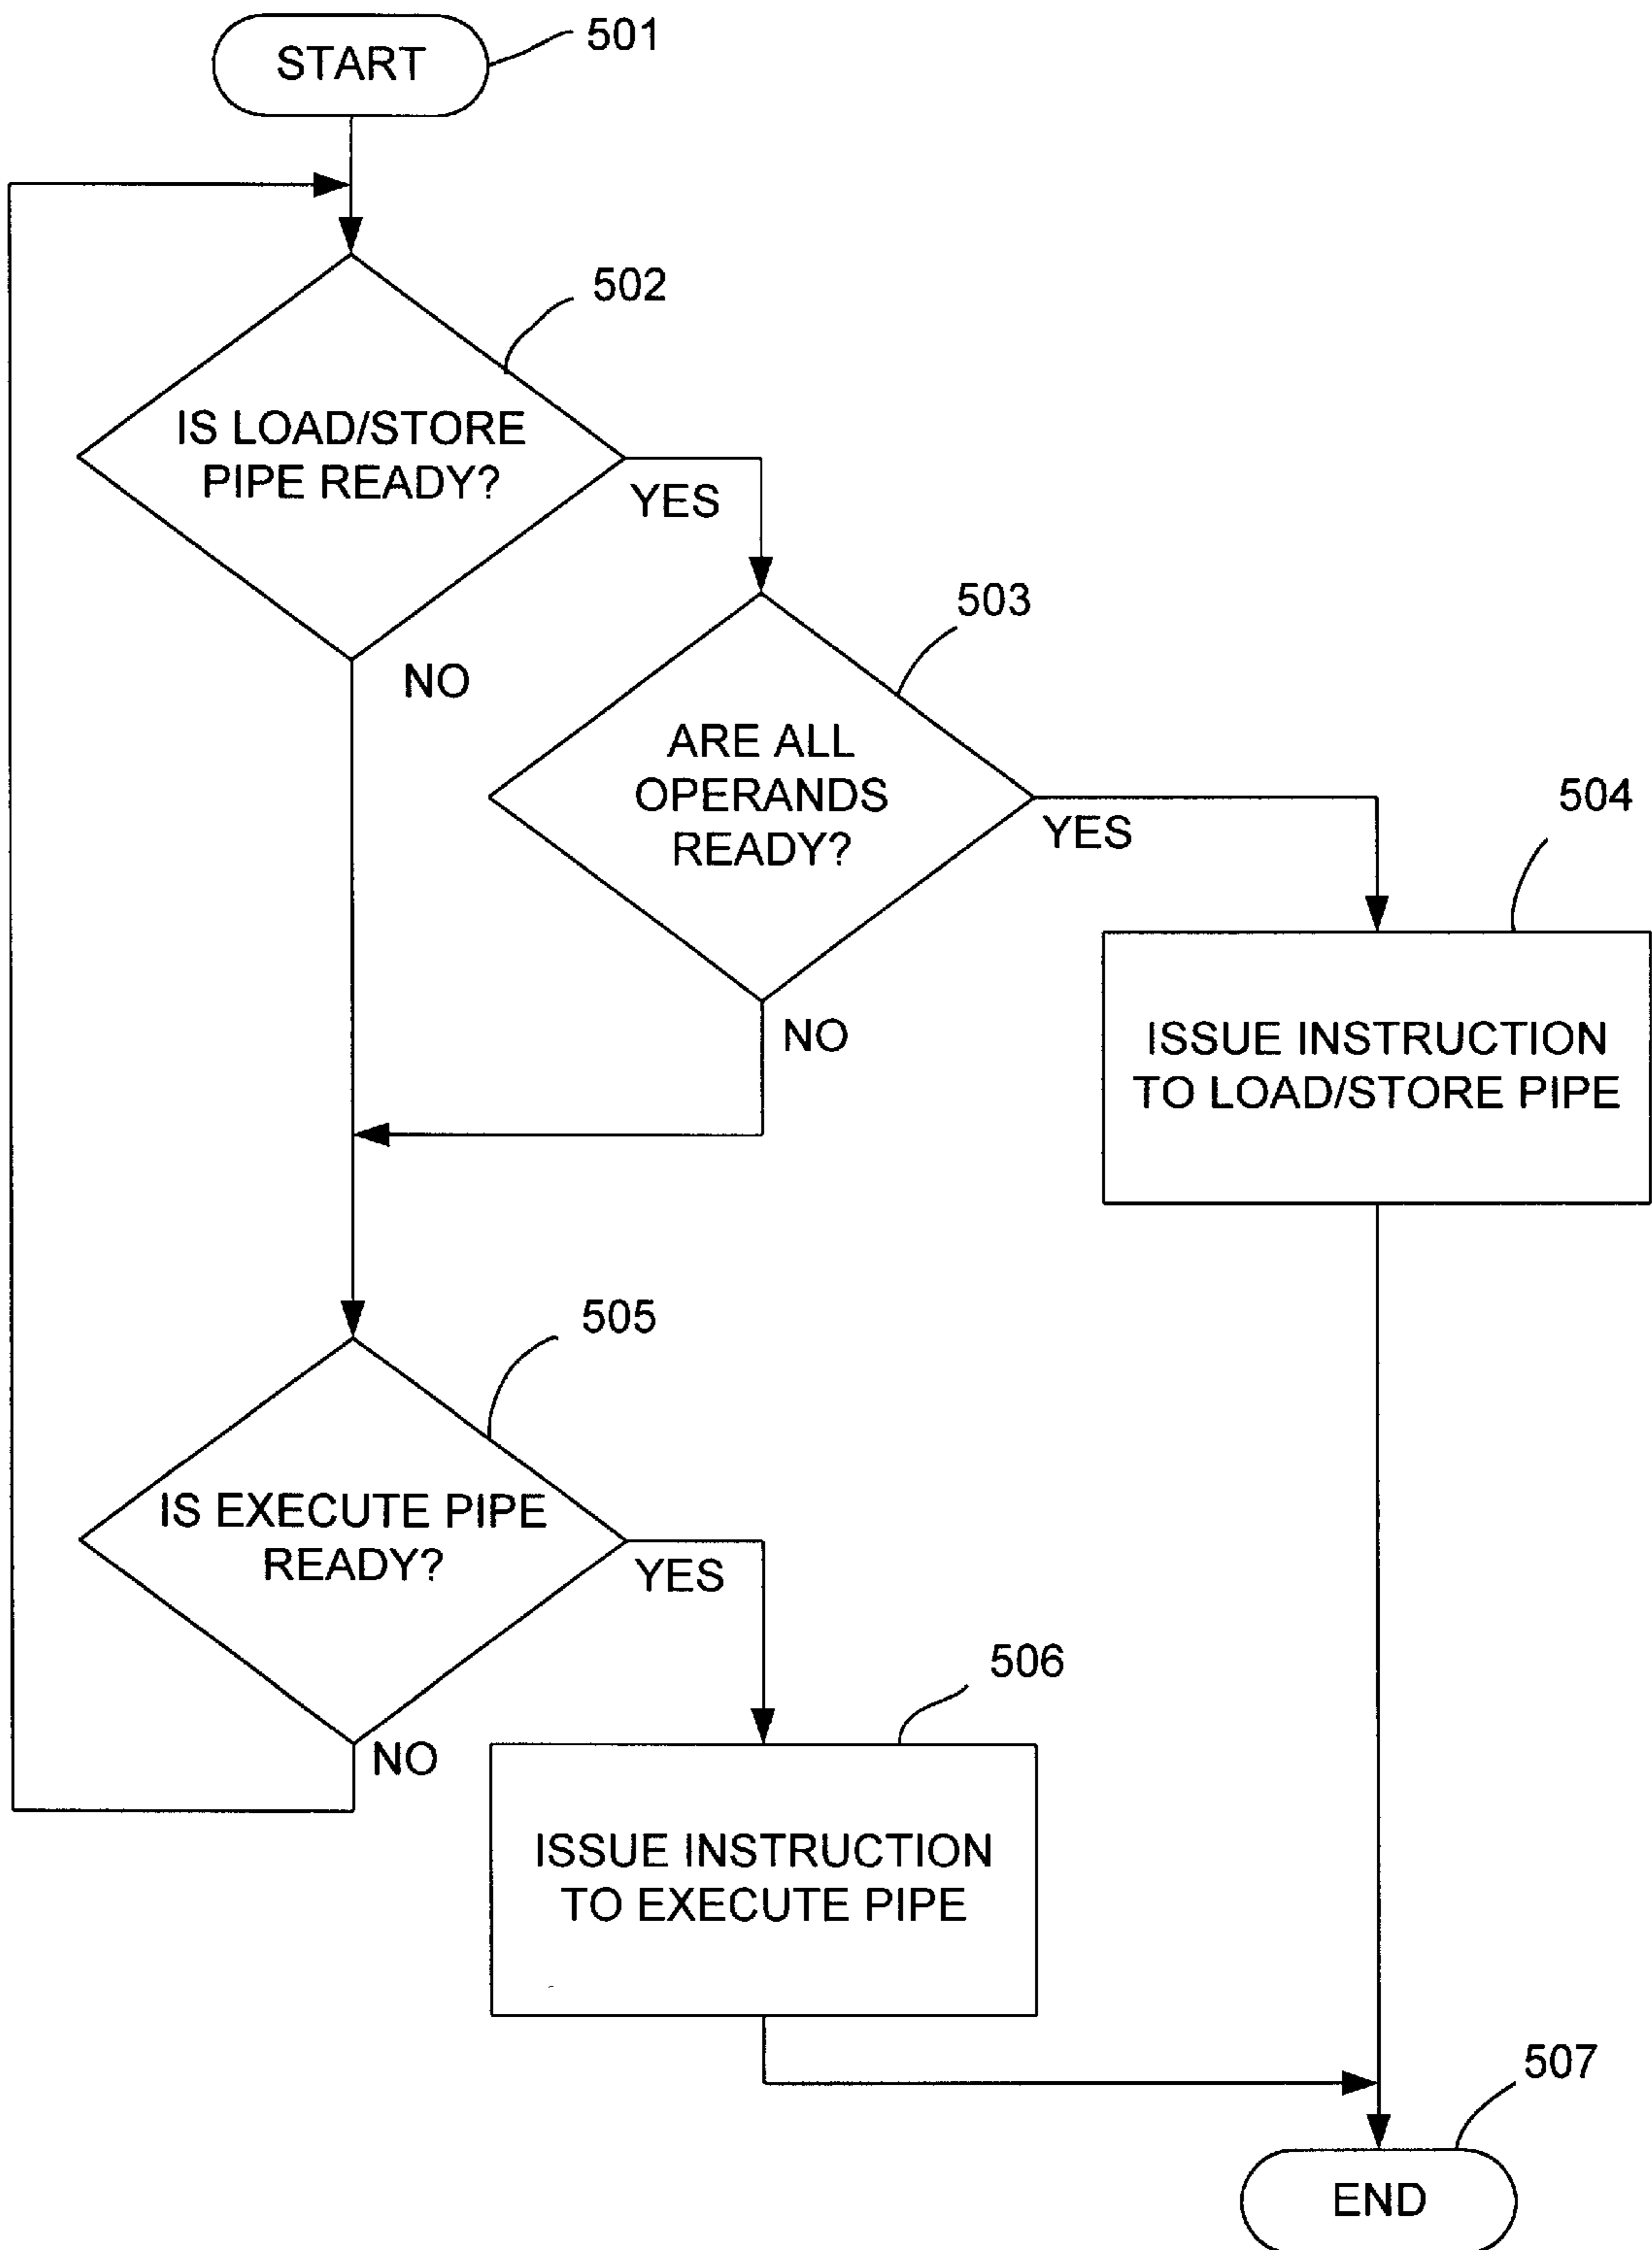 START
501
502
IS LOAD/STORE
PIPE READY?
YES
NO
503
ARE ALL
OPERANDS
READY?
YES
NO
504
ISSUE INSTRUCTION
TO LOAD/STORE PIPE
505
IS EXECUTE PIPE
READY?
YES
NO
506
ISSUE INSTRUCTION
TO EXECUTE PIPE
507
END